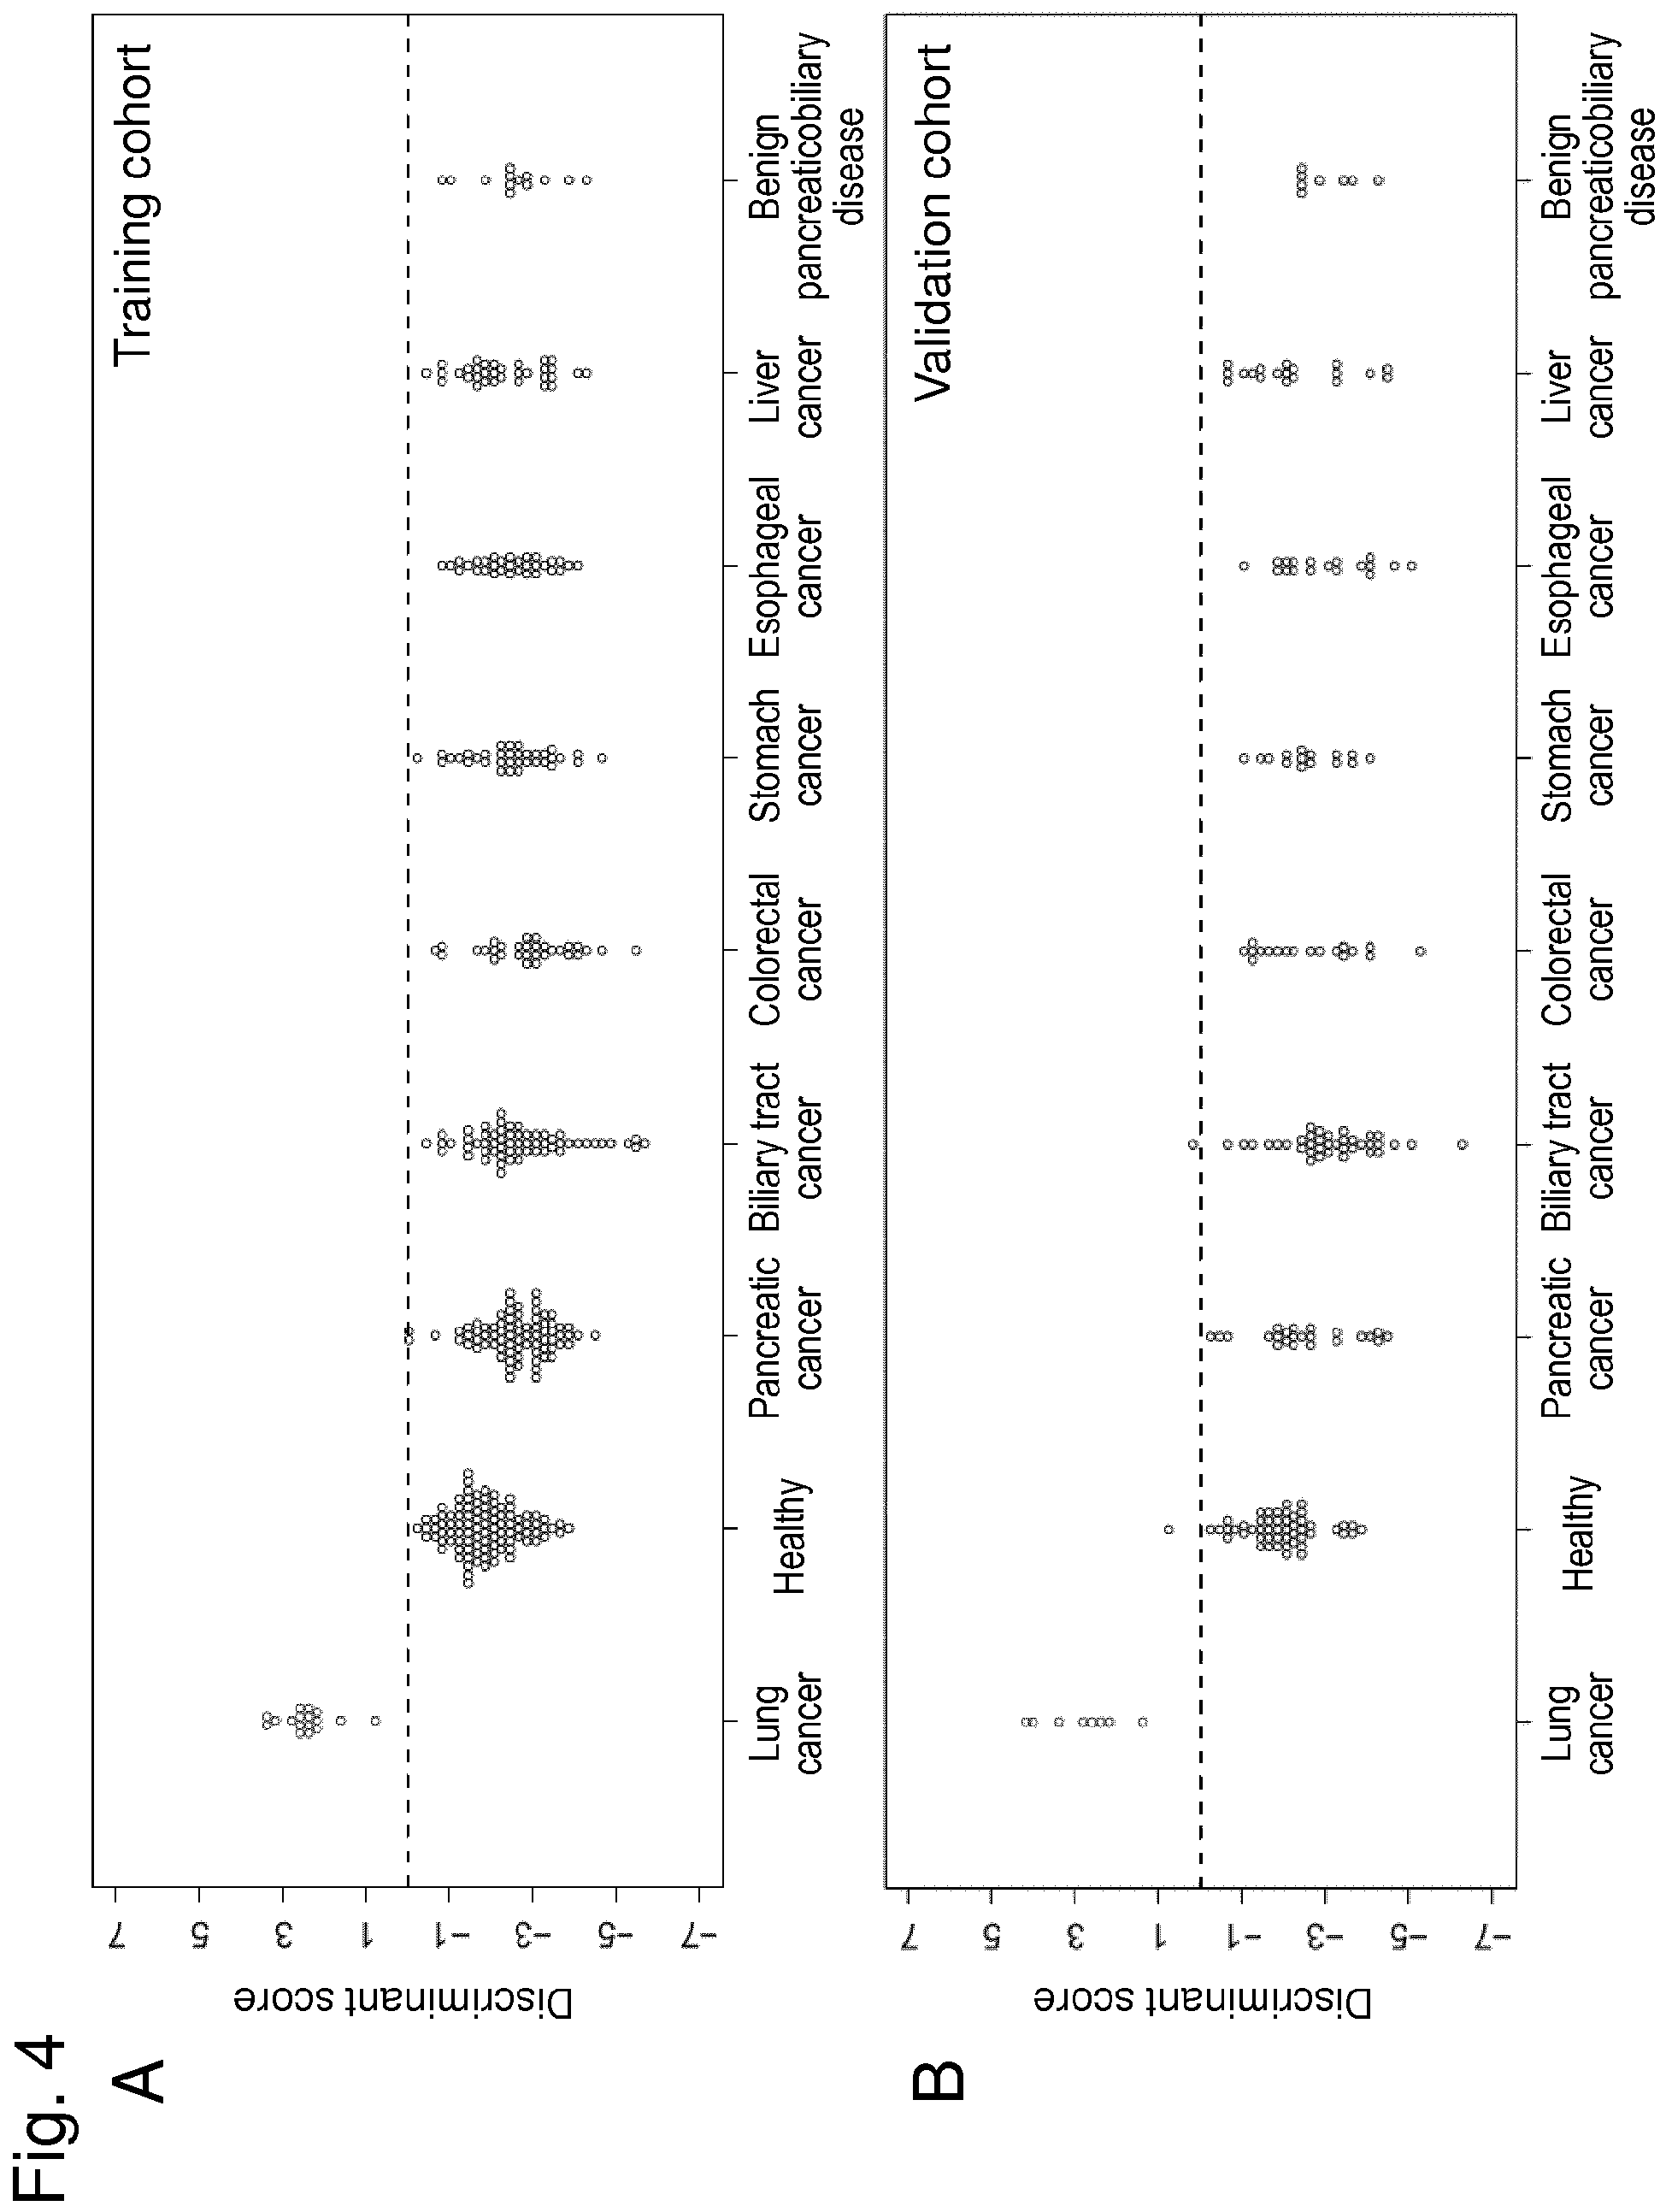 Fig. 4
A
Training cohort
Discriminant score
7
5
3
1
-1
-3
-5
-7
Lung
cancer
Healthy
Pancreatic
cancer
Biliary tract
cancer
Colorectal
cancer
Stomach
cancer
Esophageal
cancer
Liver
cancer
Benign
pancreaticobiliary
disease
B
Validation cohort
Discriminant score
7
5
3
1
-1
-3
-5
-7
Lung
cancer
Healthy
Pancreatic
cancer
Biliary tract
cancer
Colorectal
cancer
Stomach
cancer
Esophageal
cancer
Liver
cancer
Benign
pancreaticobiliary
disease